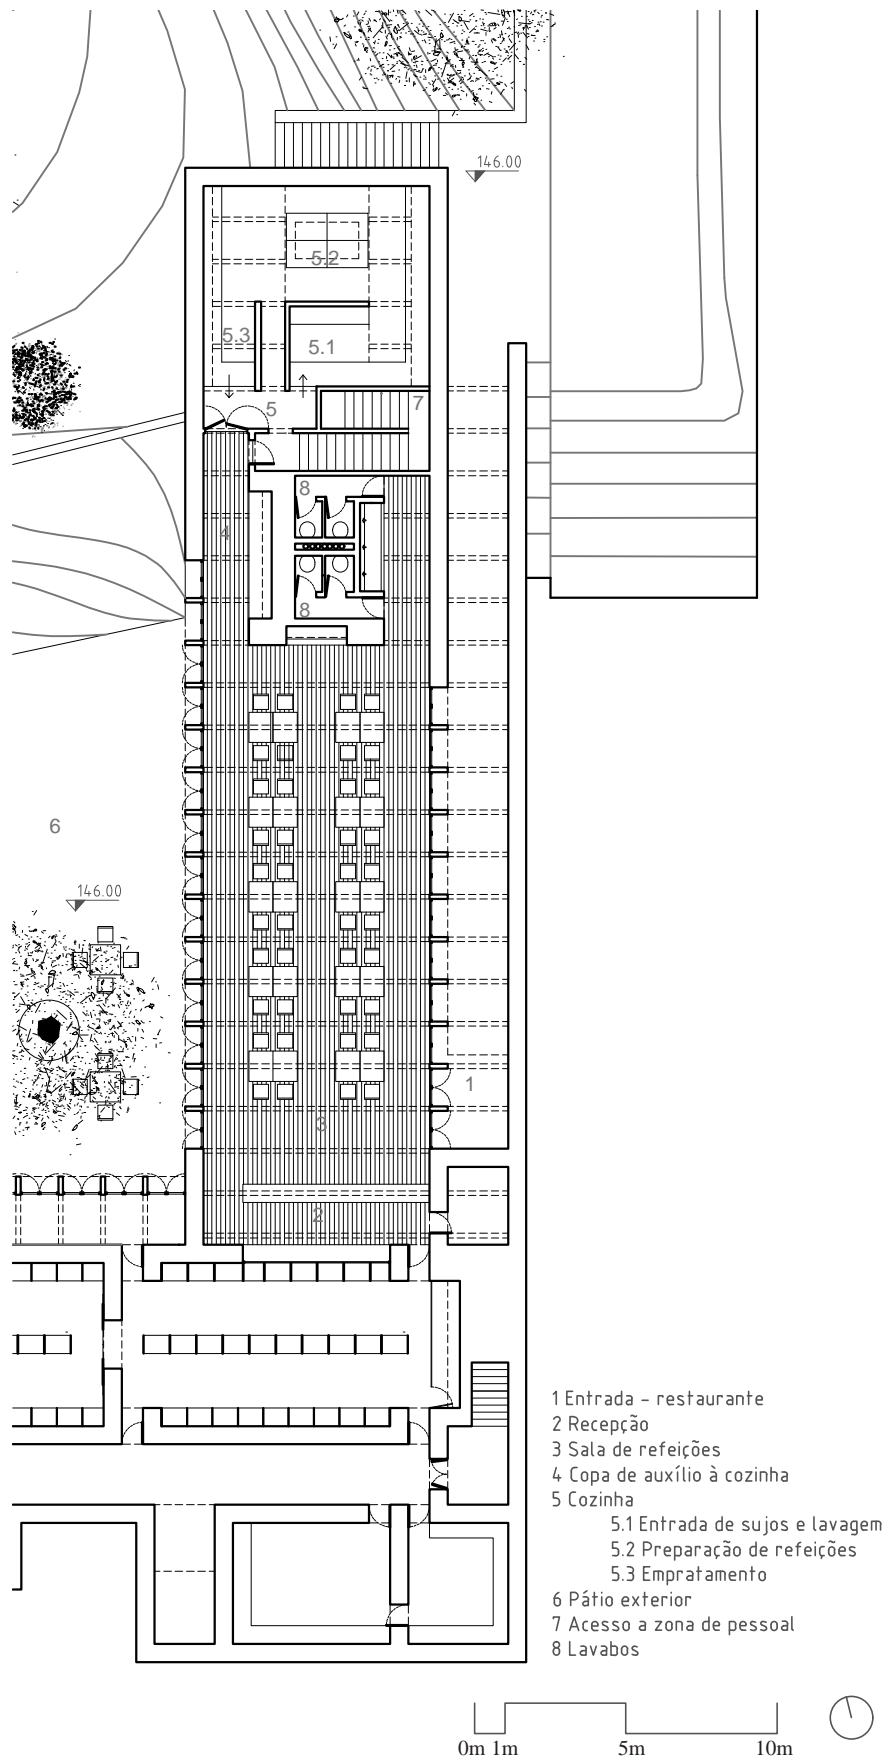 146.00
5.2
5.3
5.1
5
7
8
4
8
6
146.00
1
3
2
1 Entrada - restaurante
2 Recepção
3 Sala de refeições
4 Copa de auxílio à cozinha
5 Cozinha
5.1 Entrada de sujos e lavagem
5.2 Preparação de refeições
5.3 Empratamento
6 Pátio exterior
7 Acesso a zona de pessoal
8 Lavabos
0m 1m 5m 10m